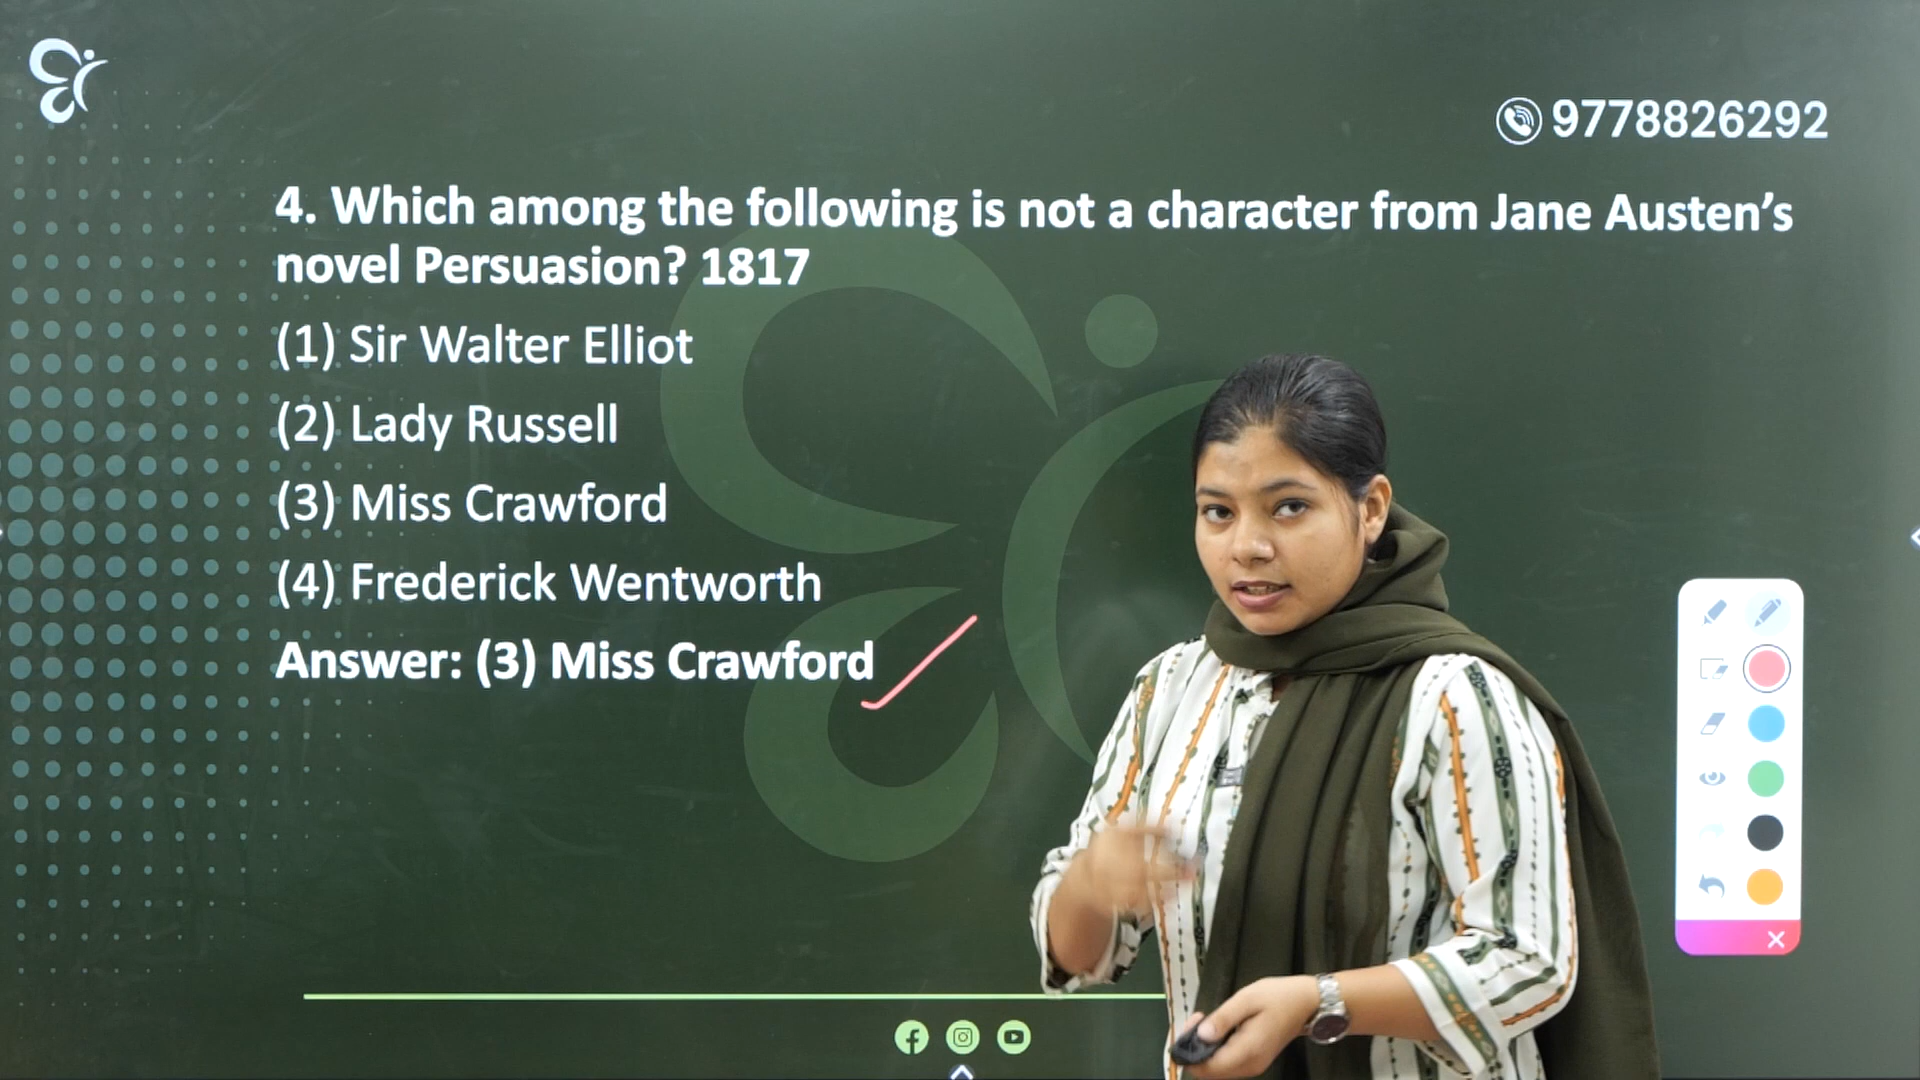 9778826292
4. Which among the following is not a character from Jane Austen’s
novel Persuasion? 1817
(1) Sir Walter Elliot
(2) Lady Russell
(3) Miss Crawford
(4) Frederick Wentworth
Answer: (3) Miss Crawford